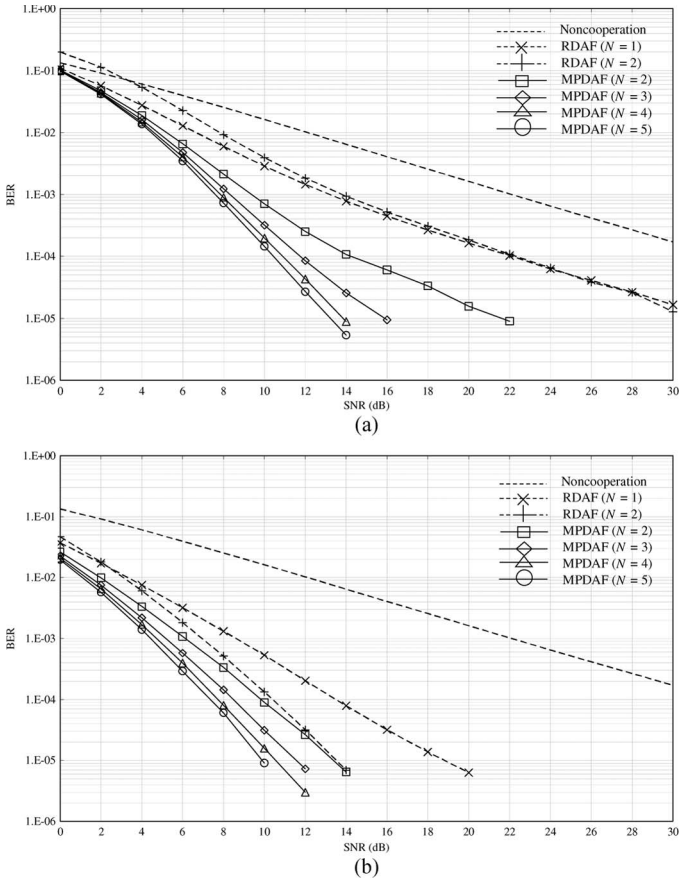 1.E+00
1.E-01
1.E-02
1.E-03
1.E-04
1.E-05
1.E-06
BER
Noncooperation
RDAF (N = 1)
RDAF (N = 2)
MPDAF (N = 2)
MPDAF (N = 3)
MPDAF (N = 4)
MPDAF (N = 5)
0 2 4 6 8 10 12 14 16 18 20 22 24 26 28 30
SNR (dB)
(a)
1.E+00
1.E-01
1.E-02
1.E-03
1.E-04
1.E-05
1.E-06
BER
Noncooperation
RDAF (N = 1)
RDAF (N = 2)
MPDAF (N = 2)
MPDAF (N = 3)
MPDAF (N = 4)
MPDAF (N = 5)
0 2 4 6 8 10 12 14 16 18 20 22 24 26 28 30
SNR (dB)
(b)